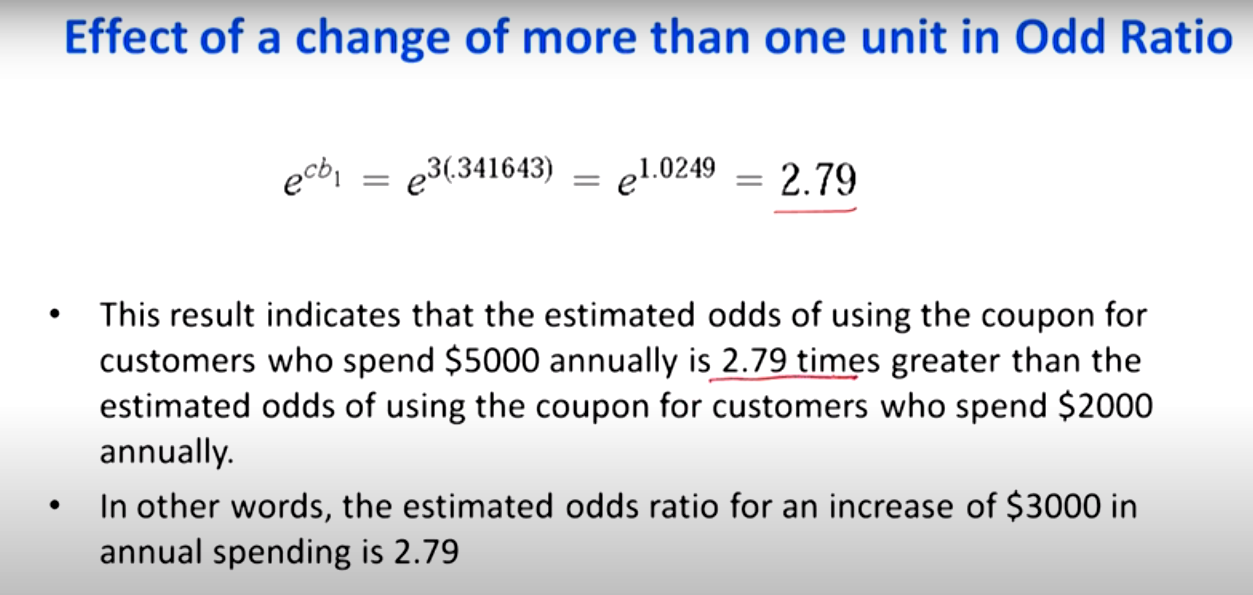 Effect of a change of more than one unit in Odd Ratio
e^{cb_1} = e^{3(.341643)} = e^{1.0249} = 2.79
• This result indicates that the estimated odds of using the coupon for
customers who spend $5000 annually is 2.79 times greater than the
estimated odds of using the coupon for customers who spend $2000
annually.
• In other words, the estimated odds ratio for an increase of $3000 in
annual spending is 2.79